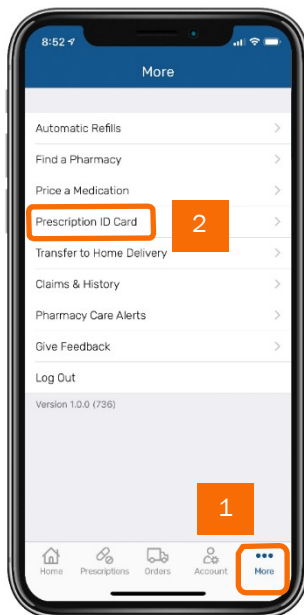 8:52
More
Automatic Refills
Find a Pharmacy
Price a Medication
Prescription ID Card
2
Transfer to Home Delivery
Claims & History
Pharmacy Care Alerts
Give Feedback
Log Out
Version 1.0.0 (736)
1
Home Prescriptions Orders Account More